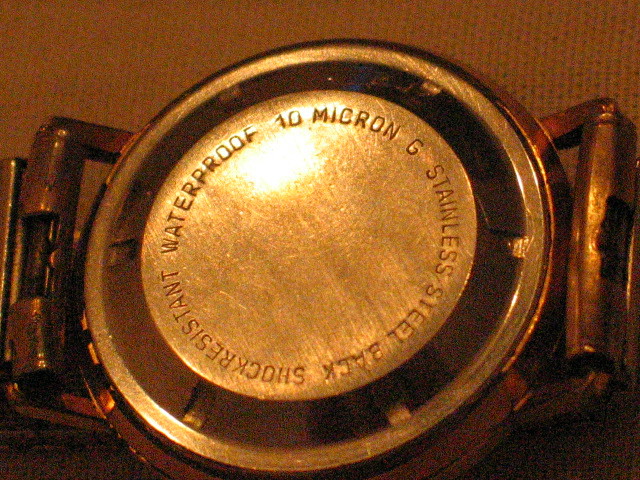 SHOCKRESISTANT WATERPROOF 10 MICRON G STAINLESS STEEL BACK